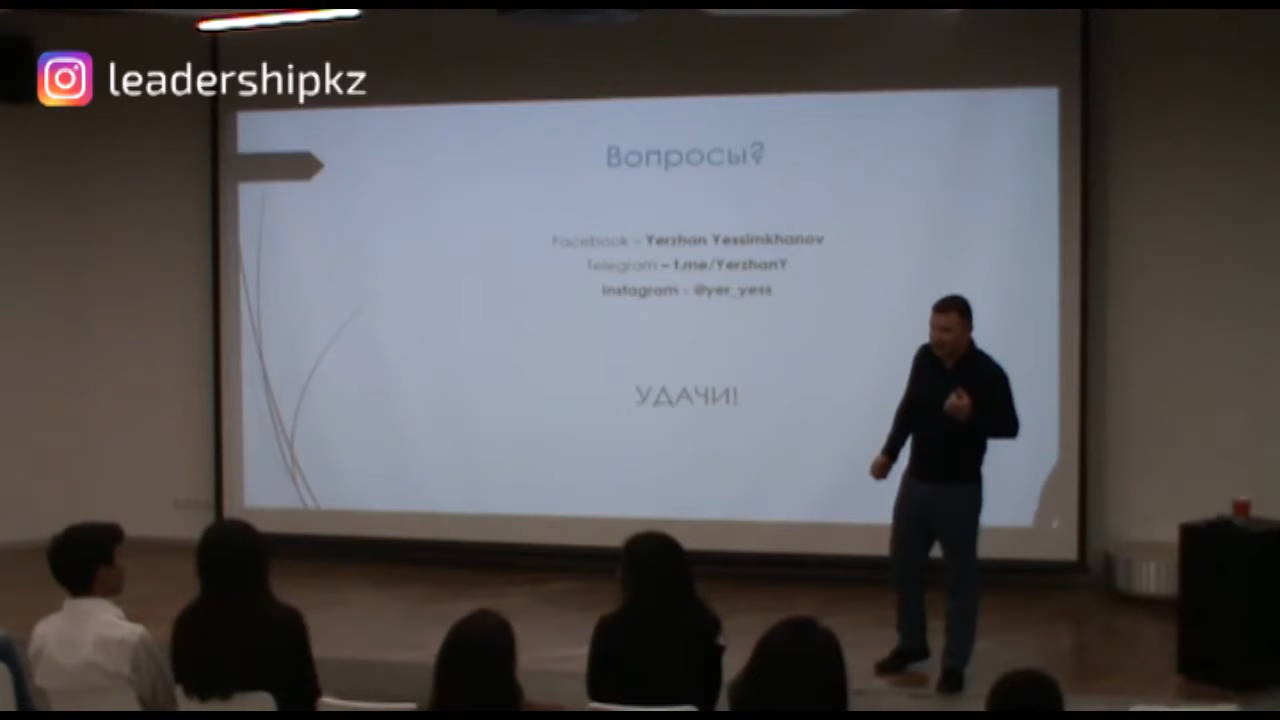 leadershipkz
Вопросы?
Facebook – Yerzhan Yessimkhanov
Telegram – t.me/YerzhanY
Instagram - @yer_yess
УДАЧИ!